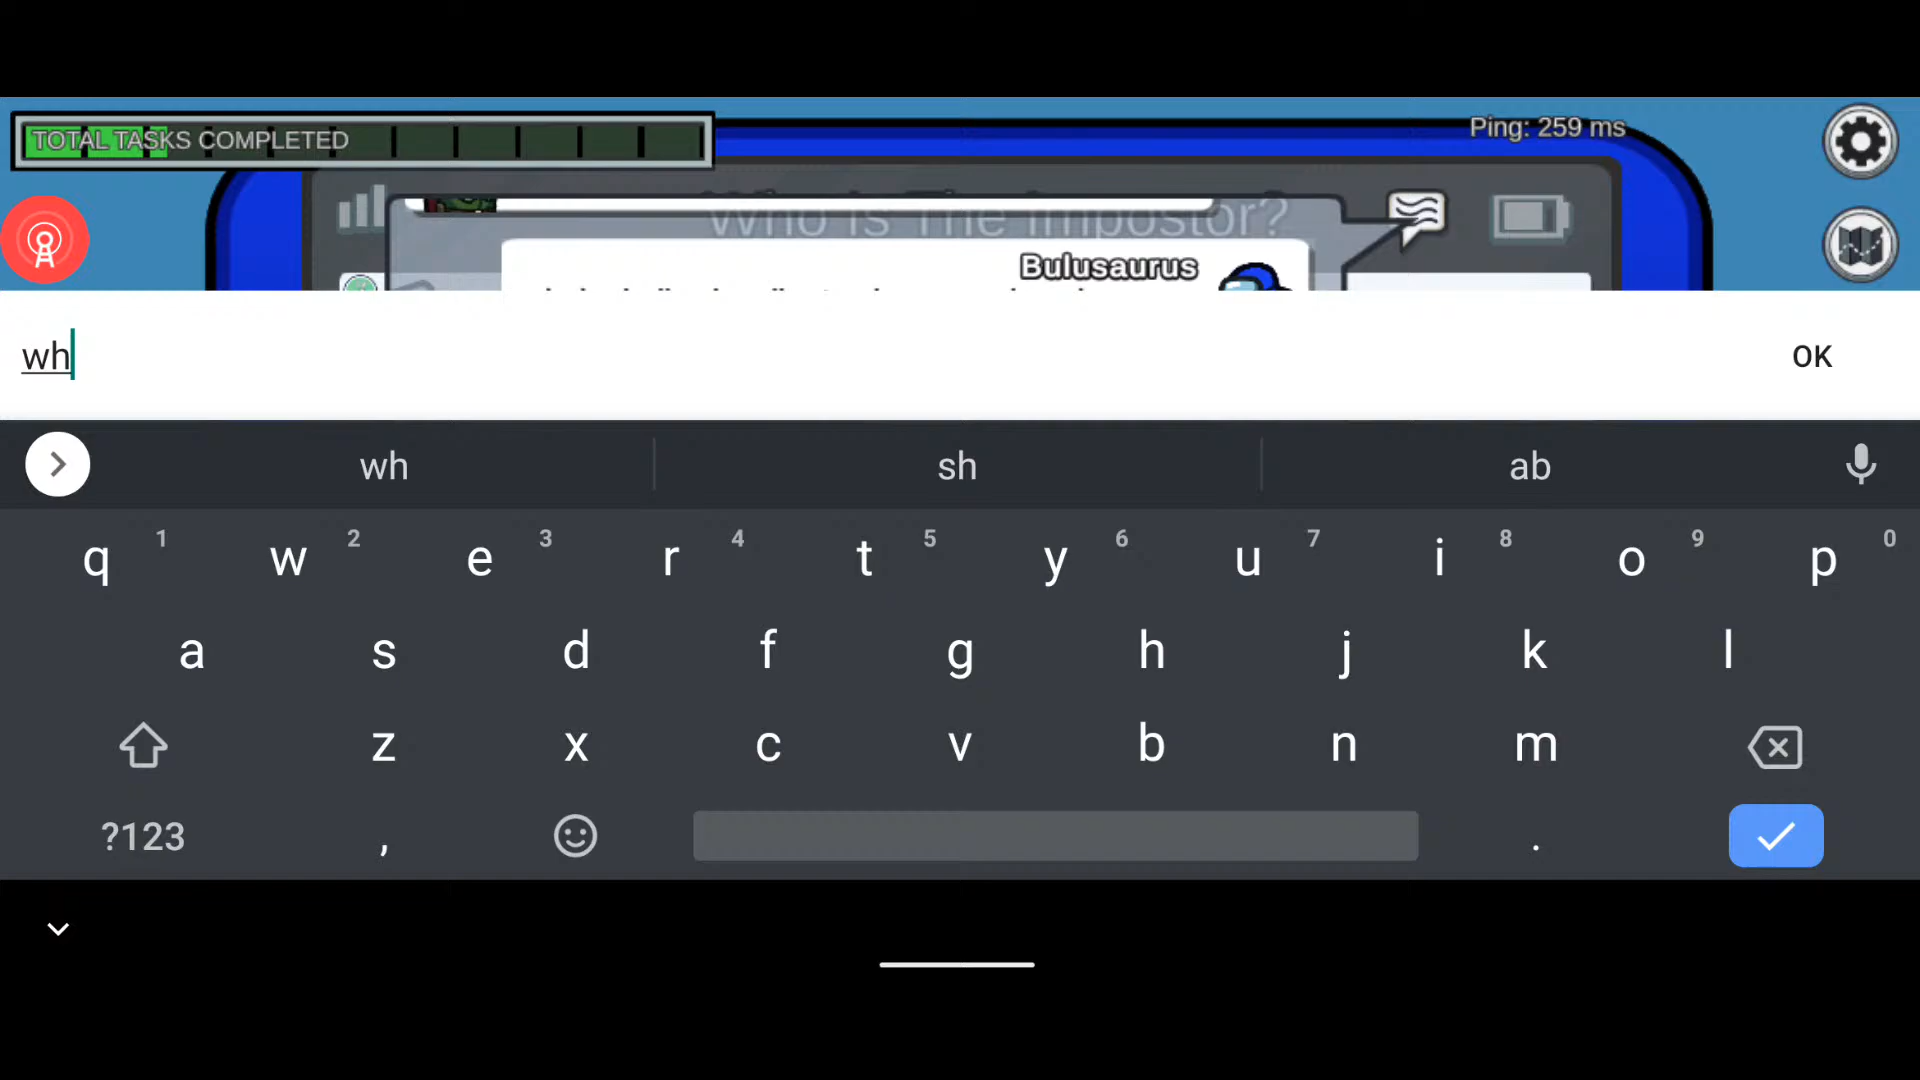 TOTAL TASKS COMPLETED
Ping: 259 ms
Who Is The Impostor?
Bulusaurus
wh
OK
wh sh ab
1 2 3 4 5 6 7 8 9 0
q w e r t y u i o p
a s d f g h j k l
z x c v b n m
?123 , .